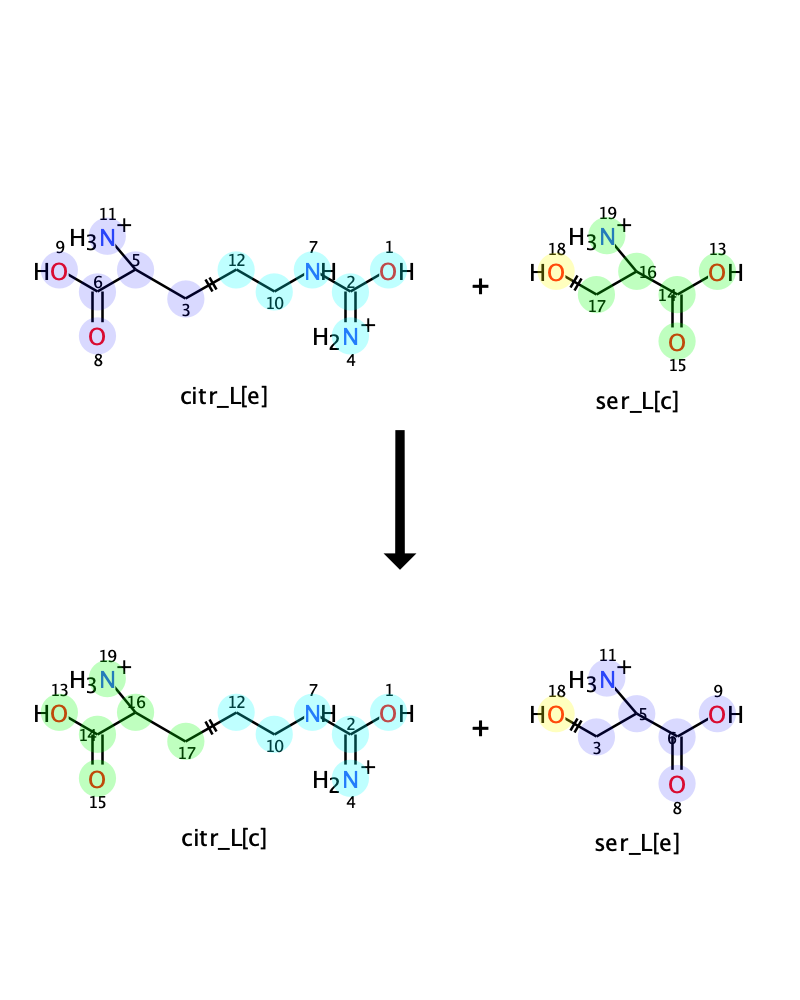 11 19
H3N+ H3N+
9 5 12 7 1 18 16 13
HO 6 NH 2 OH + HO 14 OH
3 10 17
O H2N+ O
8 4 15
citr_L[e] ser_L[c]
19 11
H3N+ H3N+
13 16 12 7 1 18 5 9
HO 14 NH 2 OH + HO 6 OH
17 10 3
O H2N+ O
15 4 8
citr_L[c] ser_L[e]